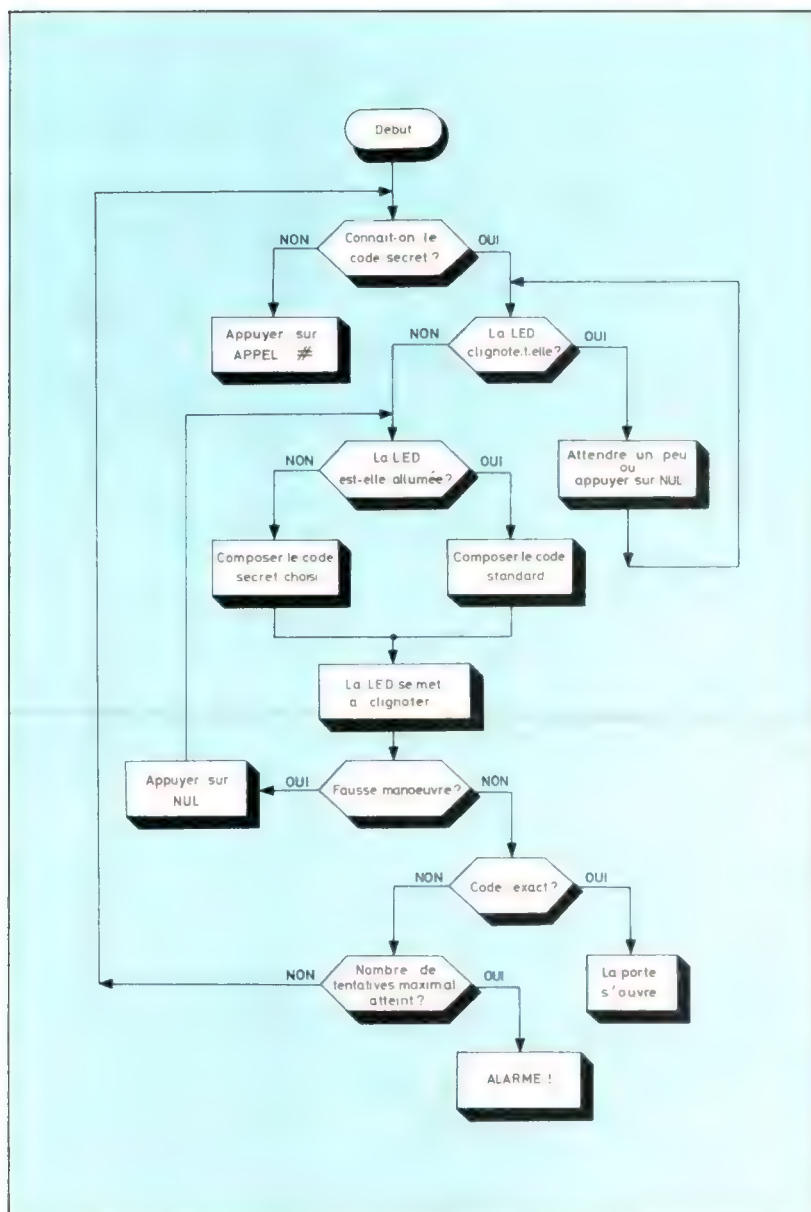 Début
Connait-on le
code secret ?
NON
OUI
Appuyer sur
APPEL #
La LED
clignote.t.elle ?
NON
OUI
Attendre un peu
ou
appuyer sur NUL
La LED
est-elle allumée ?
NON
OUI
Composer le code
secret choisi
Composer le code
standard
La LED se met
a clignoter
Fausse manoeuvre ?
OUI
NON
Appuyer sur
NUL
Code exact ?
NON
OUI
Nombre de
tentatives maximal
atteint ?
NON
OUI
La porte
s'ouvre
ALARME !